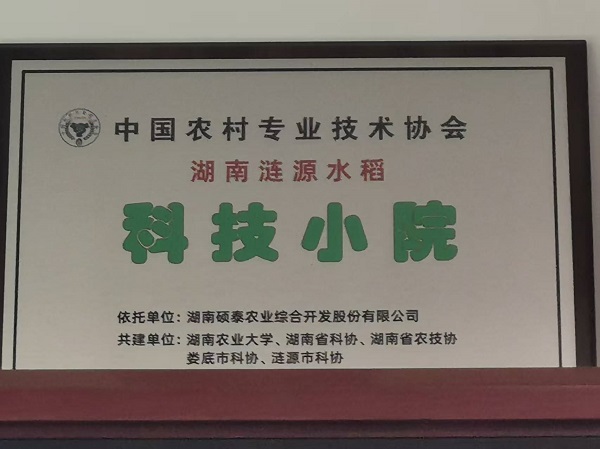 中国农村专业技术协会
湖南涟源水稻
科技小院
依托单位：湖南硕泰农业综合开发股份有限公司
共建单位：湖南农业大学、湖南省科协、湖南省农技协
娄底市科协、涟源市科协